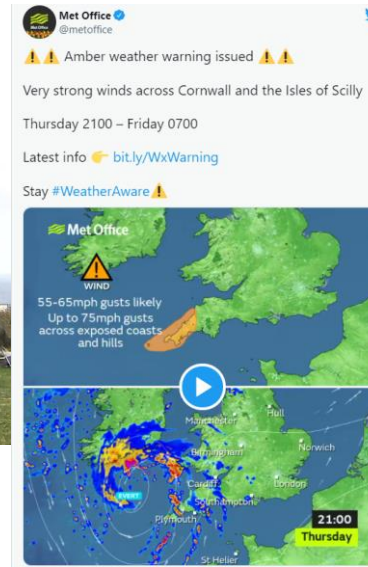 Met Office
@metoffice
⚠️⚠️ Amber weather warning issued ⚠️⚠️
Very strong winds across Cornwall and the Isles of Scilly
Thursday 2100 – Friday 0700
Latest info 👉 bit.ly/WxWarning
Stay #WeatherAware⚠️
Met Office
WIND
55-65mph gusts likely
Up to 75mph gusts
across exposed coasts
and hills
Manchester
Hull
Birmingham
Norwich
Cardiff
London
EVERT
Southampton
Plymouth
21:00
Thursday
St Helier